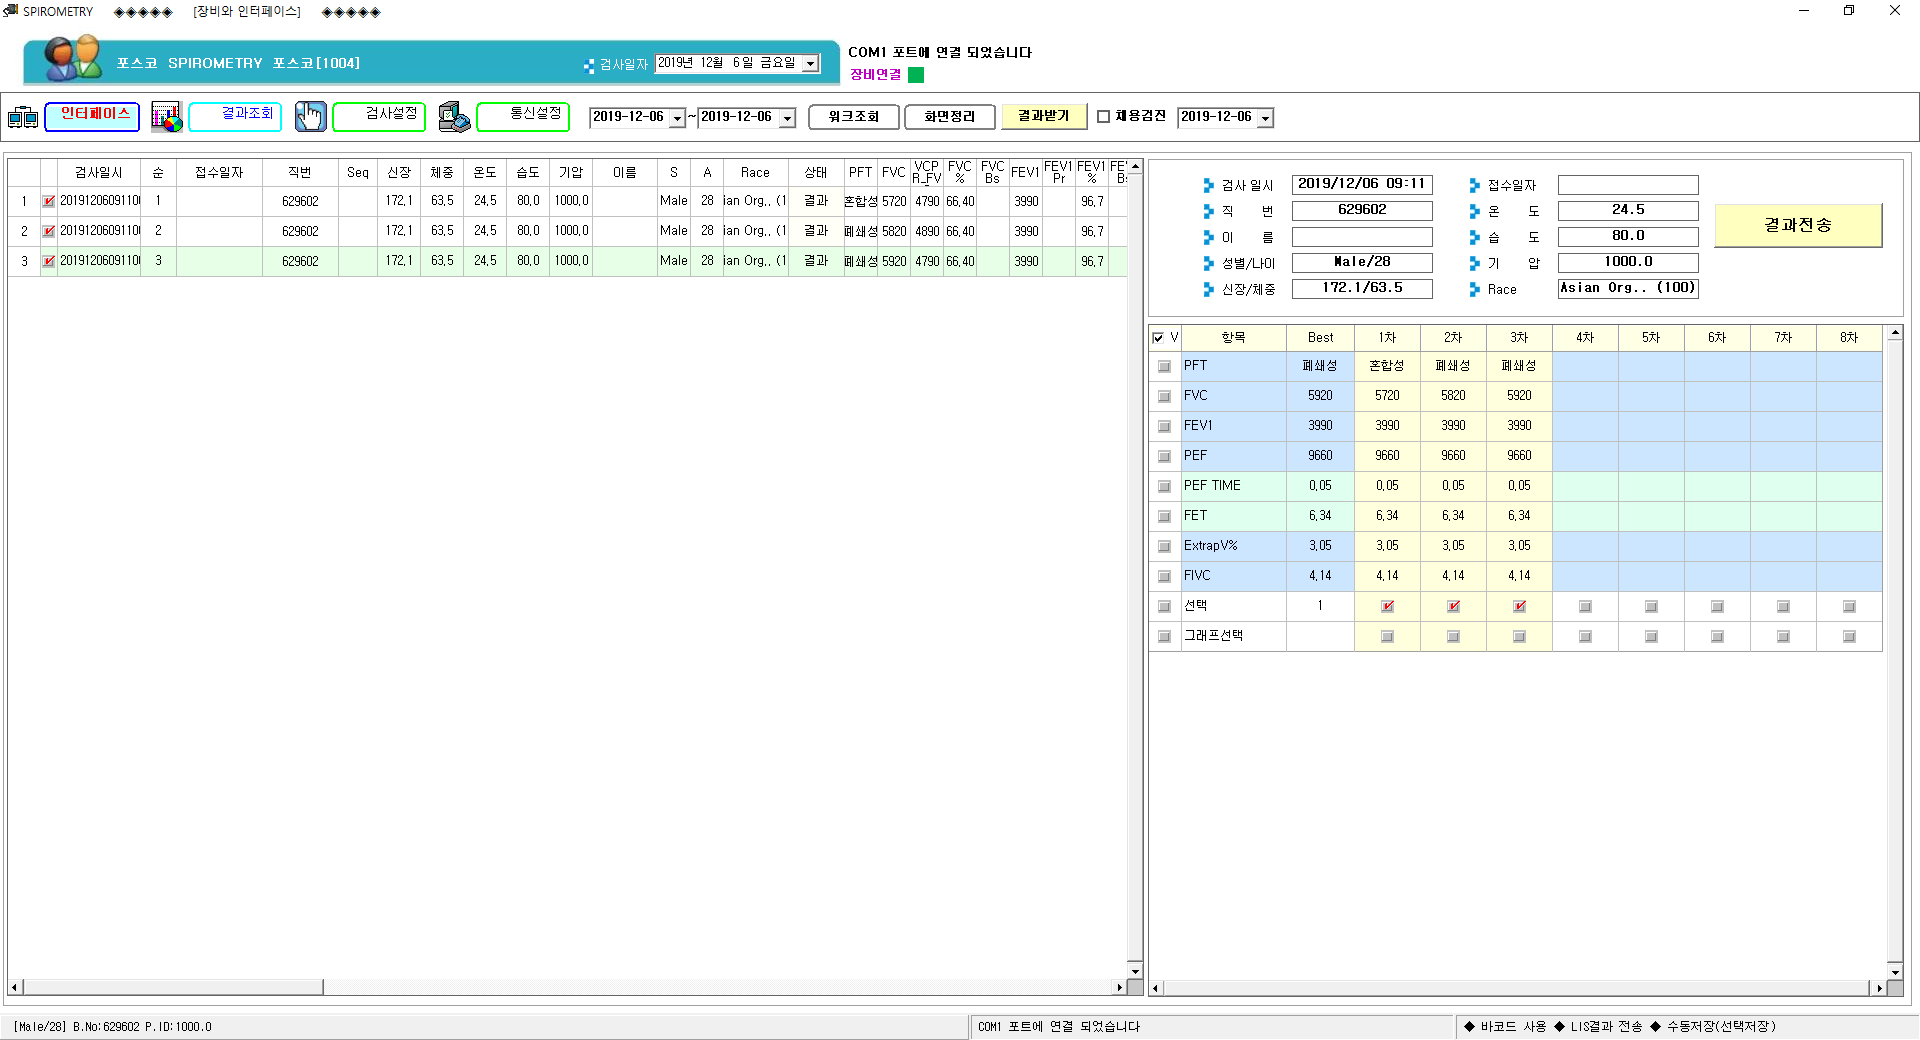 SPIROMETRY ◆◆◆◆◆ [장비와 인터페이스] ◆◆◆◆◆
포스코 SPIROMETRY 포스코[1004]
검사일자 2019년 12월 6일 금요일
COM1 포트에 연결 되었습니다
장비연결
인터페이스 결과조회 검사설정 통신설정 2019-12-06 ~ 2019-12-06 워크조회 화면정리 결과받기 채용검진 2019-12-06
검사일시 순 접수일자 직번 Seq 신장 체중 온도 습도 기압 이름 S A Race 상태 PFT FVC VCP R_FV FVC % FVC Bs FEV1 FEV1 Pr FEV1 %
1 20191206091100 1 629602 172,1 63,5 24,5 80,0 1000,0 Male 28 ian Org,, (1 결과 혼합성 5720 4790 66,40 3990 96,7
2 20191206091100 2 629602 172,1 63,5 24,5 80,0 1000,0 Male 28 ian Org,, (1 결과 폐쇄성 5820 4890 66,40 3990 96,7
3 20191206091100 3 629602 172,1 63,5 24,5 80,0 1000,0 Male 28 ian Org,, (1 결과 폐쇄성 5920 4790 66,40 3990 96,7
검사 일시 2019/12/06 09:11 접수일자
직 번 629602 온 도 24.5
이 름 습 도 80.0
성별/나이 Male/28 기 압 1000.0
신장/체중 172.1/63.5 Race Asian Org.. (100)
결과전송
V 항목 Best 1차 2차 3차 4차 5차 6차 7차 8차
PFT 폐쇄성 혼합성 폐쇄성 폐쇄성
FVC 5920 5720 5820 5920
FEV1 3990 3990 3990 3990
PEF 9660 9660 9660 9660
PEF TIME 0,05 0,05 0,05 0,05
FET 6,34 6,34 6,34 6,34
ExtrapV% 3,05 3,05 3,05 3,05
FIVC 4,14 4,14 4,14 4,14
선택 1
그래프선택
[Male/28] B.No:629602 P.ID:1000.0
COM1 포트에 연결 되었습니다
◆ 바코드 사용 ◆ LIS결과 전송 ◆ 수동저장(선택저장)